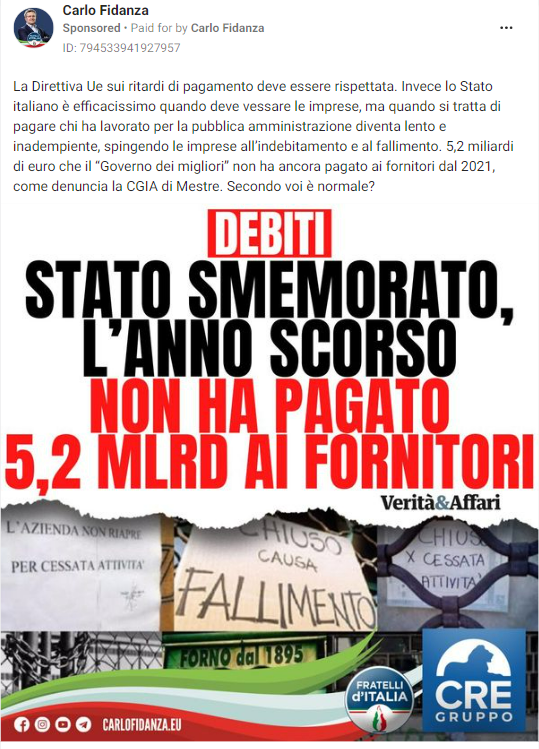 Carlo Fidanza
Sponsored • Paid for by Carlo Fidanza
ID: 794533941927957
La Direttiva Ue sui ritardi di pagamento deve essere rispettata. Invece lo Stato
italiano è efficacissimo quando deve vessare le imprese, ma quando si tratta di
pagare chi ha lavorato per la pubblica amministrazione diventa lento e
inadempiente, spingendo le imprese all'indebitamento e al fallimento. 5,2 miliardi
di euro che il “Governo dei migliori” non ha ancora pagato ai fornitori dal 2021,
come denuncia la CGIA di Mestre. Secondo voi è normale?
DEBITI
STATO SMEMORATO,
L'ANNO SCORSO
NON HA PAGATO
5,2 MLRD AI FORNITORI
Verità&Affari
L'AZIENDA NON RIAPRE
PER CESSATA ATTIVITA'
CHIUSO
CAUSA
FALLIMENTO
CHIUSO
X CESSATA
ATTIVITA'
FORNO dal 1895
FRATELLI
d'ITALIA
CRE
GRUPPO
CARLOFIDANZA.EU